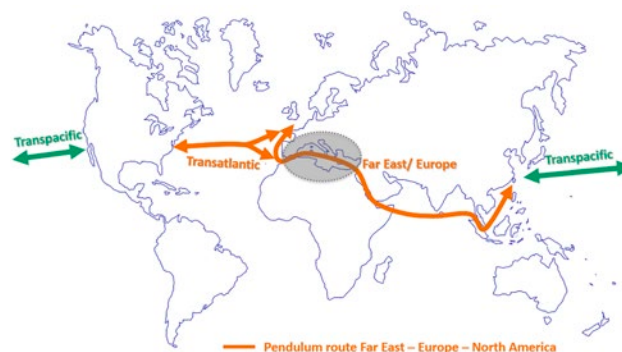 Transpacific
Transatlantic
Far East/ Europe
Transpacific
Pendulum route Far East – Europe – North America